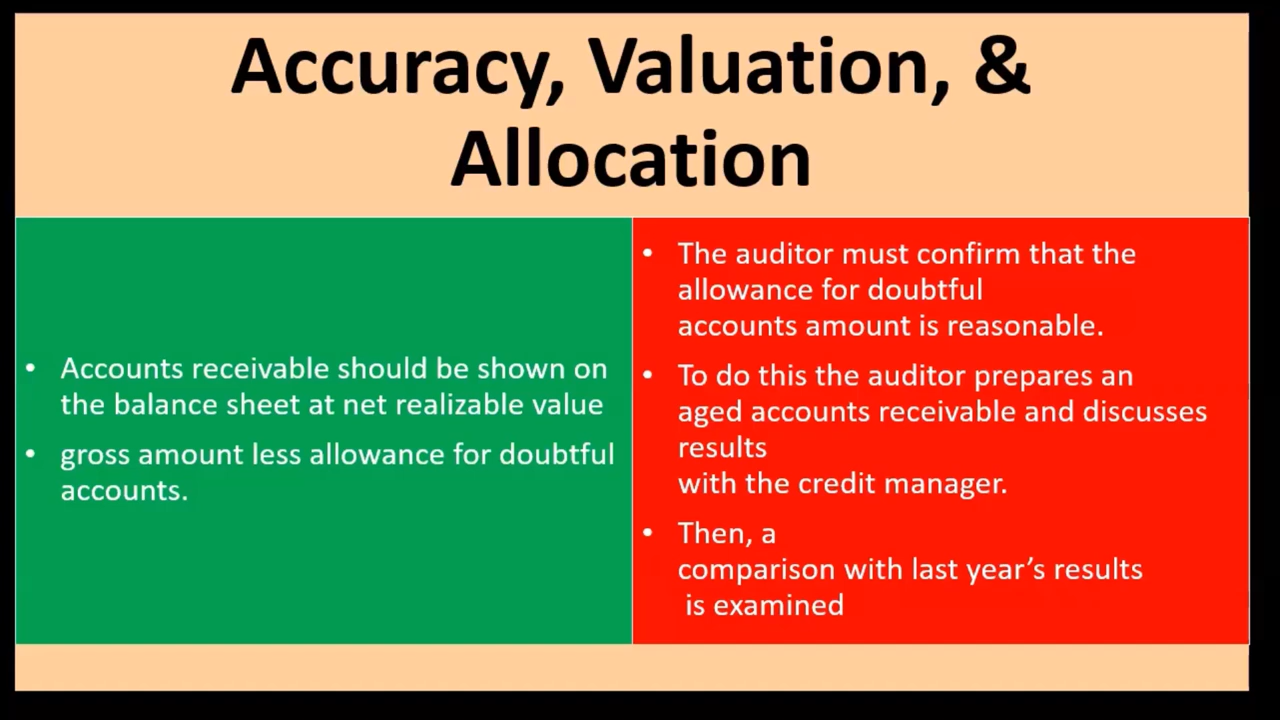 Accuracy, Valuation, &
Allocation
• Accounts receivable should be shown on
the balance sheet at net realizable value
• gross amount less allowance for doubtful
accounts.
• The auditor must confirm that the
allowance for doubtful
accounts amount is reasonable.
• To do this the auditor prepares an
aged accounts receivable and discusses
results
with the credit manager.
• Then, a
comparison with last year’s results
is examined